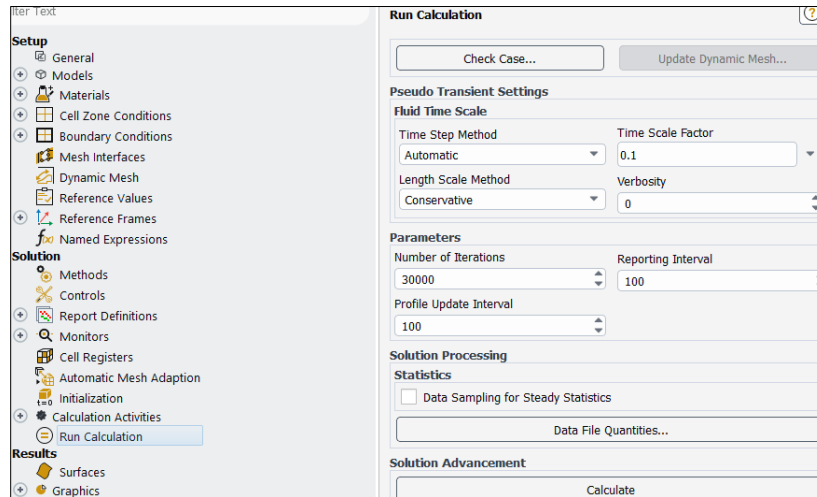 lter Text
Setup
General
Models
Materials
Cell Zone Conditions
Boundary Conditions
Mesh Interfaces
Dynamic Mesh
Reference Values
Reference Frames
f(x) Named Expressions
Solution
Methods
Controls
Report Definitions
Monitors
Cell Registers
Automatic Mesh Adaption
t=0 Initialization
Calculation Activities
Run Calculation
Results
Surfaces
Graphics
Run Calculation
?
Check Case... Update Dynamic Mesh...
Pseudo Transient Settings
Fluid Time Scale
Time Step Method Time Scale Factor
Automatic 0.1
Length Scale Method Verbosity
Conservative 0
Parameters
Number of Iterations Reporting Interval
30000 100
Profile Update Interval
100
Solution Processing
Statistics
Data Sampling for Steady Statistics
Data File Quantities...
Solution Advancement
Calculate